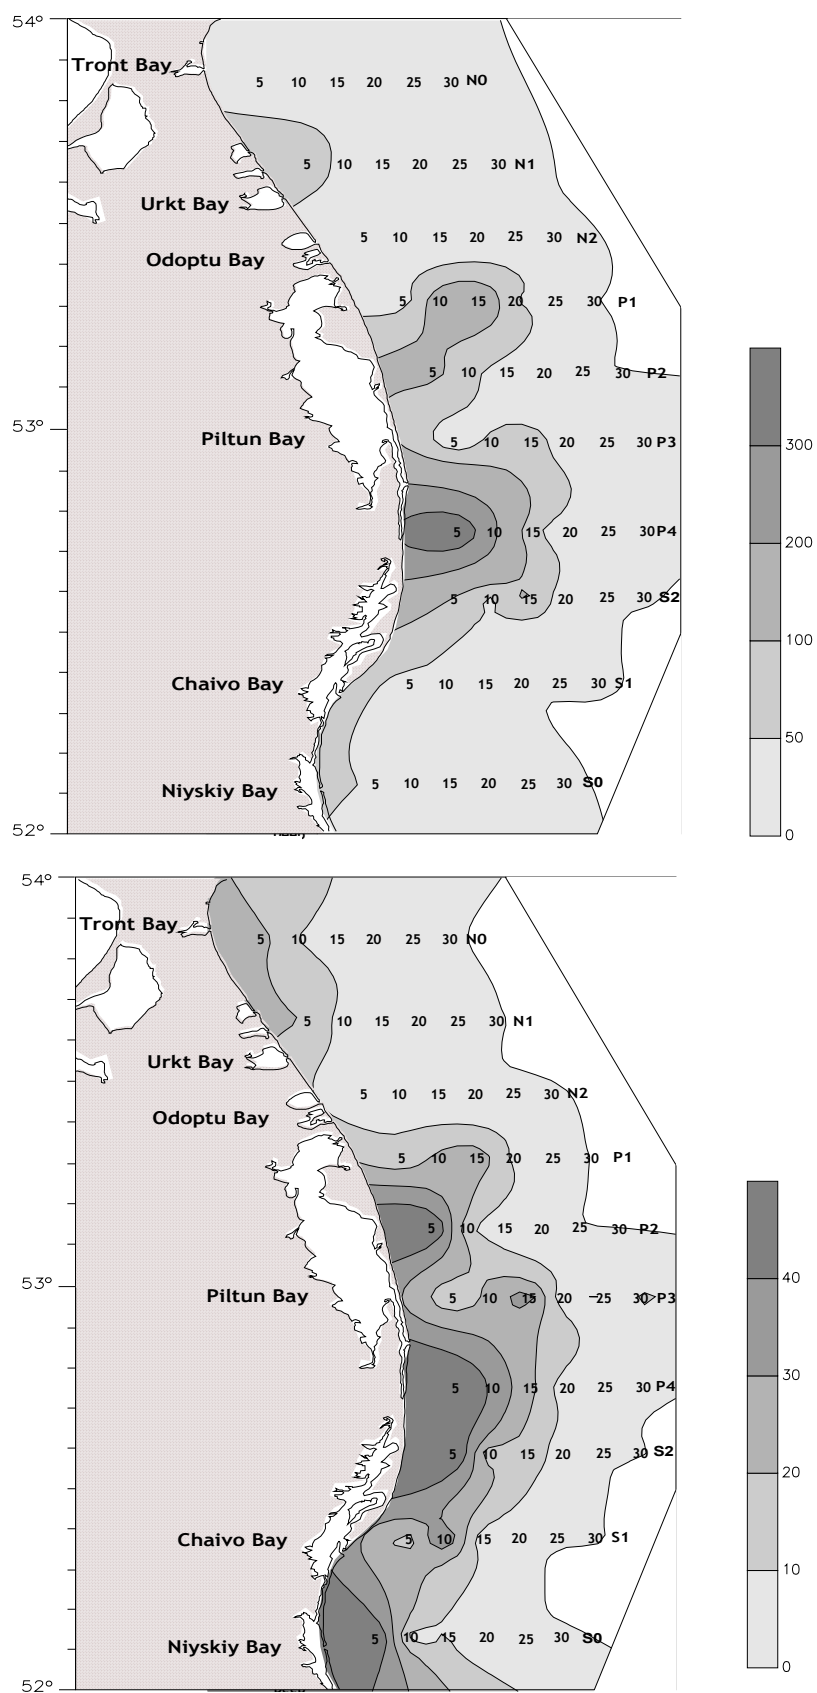 54°
Tront Bay
5 10 15 20 25 30 N0
5 10 15 20 25 30 N1
Urkt Bay
5 10 15 20 25 30 N2
Odoptu Bay
5 10 15 20 25 30 P1
5 10 15 20 25 30 P2
53°
Piltun Bay
5 10 15 20 25 30 P3
300
200
5 10 15 20 25 30 P4
5 10 15 20 25 30 S2
100
Chaivo Bay
5 10 15 20 25 30 S1
50
Niyskiy Bay
5 10 15 20 25 30 S0
52°
0
54°
Tront Bay
5 10 15 20 25 30 N0
5 10 15 20 25 30 N1
Urkt Bay
5 10 15 20 25 30 N2
Odoptu Bay
5 10 15 20 25 30 P1
5 10 15 20 25 30 P2
53°
Piltun Bay
5 10 15 20 25 30 P3
40
30
5 10 15 20 25 30 P4
5 10 15 20 25 30 S2
20
Chaivo Bay
5 10 15 20 25 30 S1
10
Niyskiy Bay
5 10 15 20 25 30 S0
52°
0